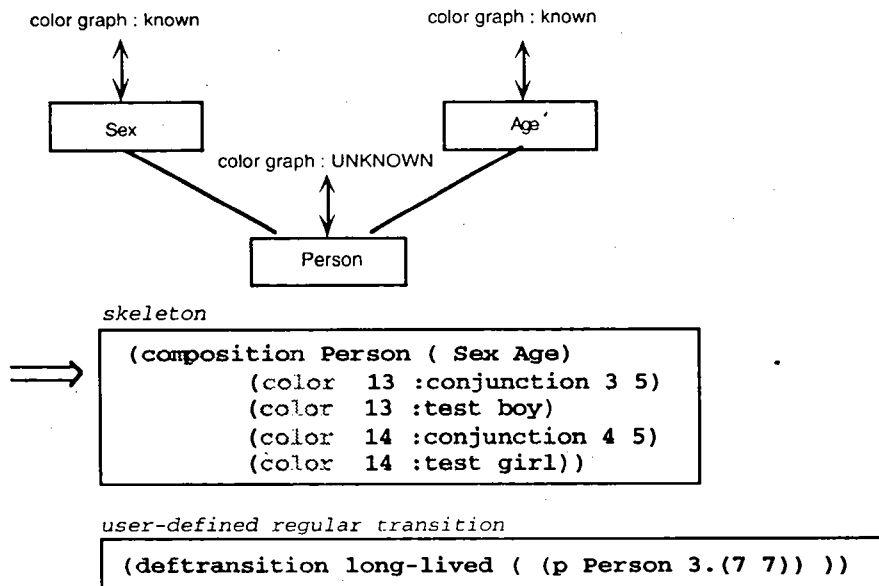 color graph : known
color graph : known
Sex
Age
color graph : UNKNOWN
Person
skeleton
(composition Person ( Sex Age)
(color 13 :conjunction 3 5)
(color 13 :test boy)
(color 14 :conjunction 4 5)
(color 14 :test girl))
user-defined regular transition
(deftransition long-lived ( (p Person 3.(7 7)) ))